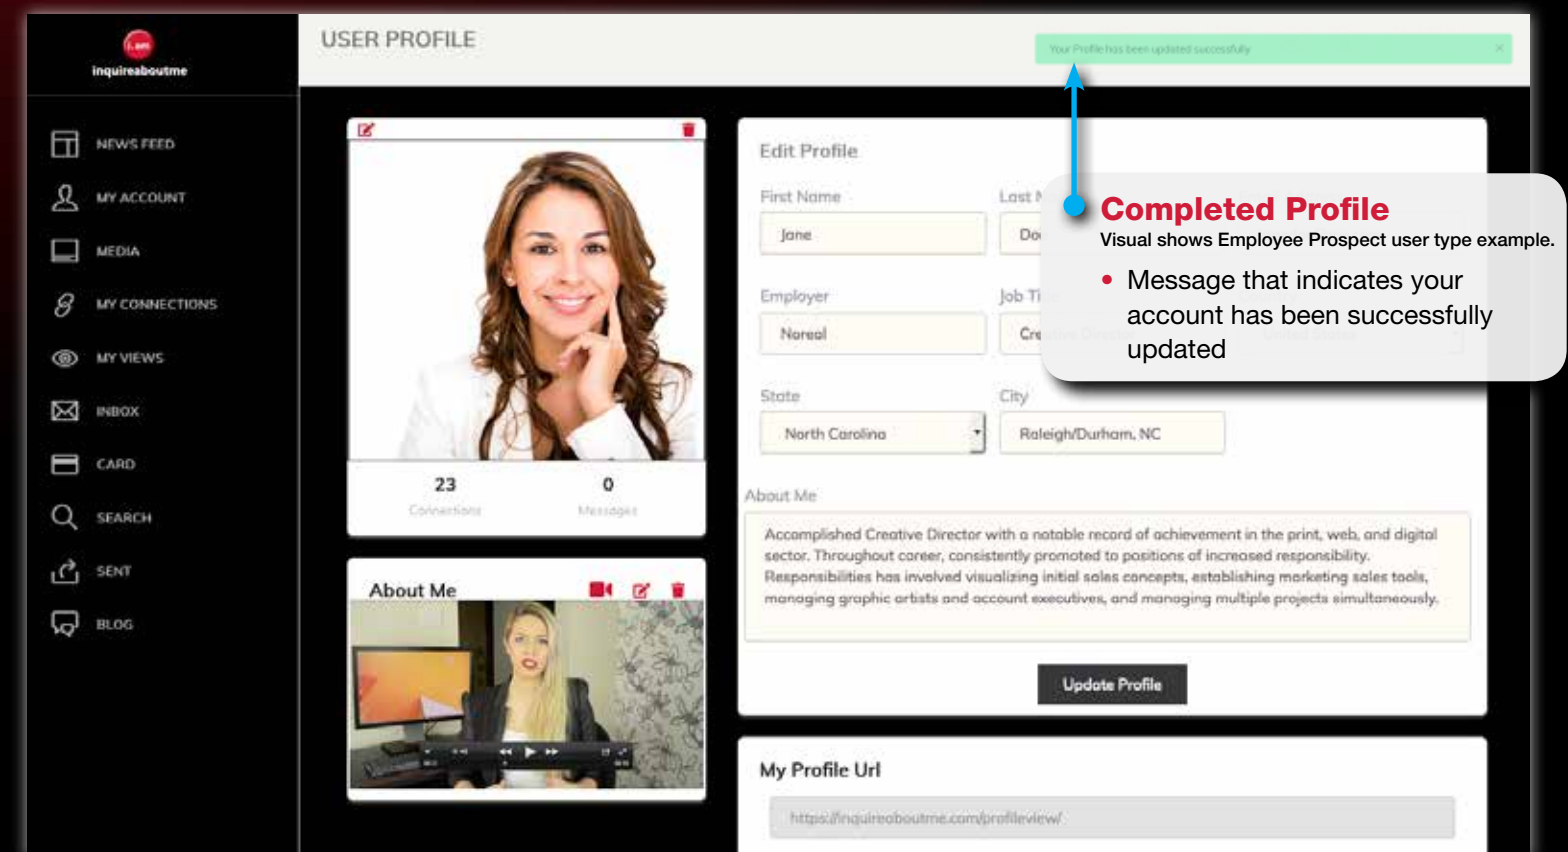 i.am
inquireaboutme
USER PROFILE
Your Profile has been updated successfully
×
NEWS FEED
MY ACCOUNT
MEDIA
MY CONNECTIONS
MY VIEWS
INBOX
CARD
SEARCH
SENT
BLOG
23
0
Connections
Messages
About Me
Edit Profile
First Name
Last
Jane
Employer
Job
Noreal
State
City
North Carolina
Raleigh/Durham, NC
About Me
Accomplished Creative Director with a notable record of achievement in the print, web, and digital
sector. Throughout career, consistently promoted to positions of increased responsibility.
Responsibilities has involved visualizing initial sales concepts, establishing marketing sales tools,
managing graphic artists and account executives, and managing multiple projects simultaneously.
Update Profile
My Profile Url
https://inquireaboutme.com/profileview/
Completed Profile
Visual shows Employee Prospect user type example.
• Message that indicates your
account has been successfully
updated